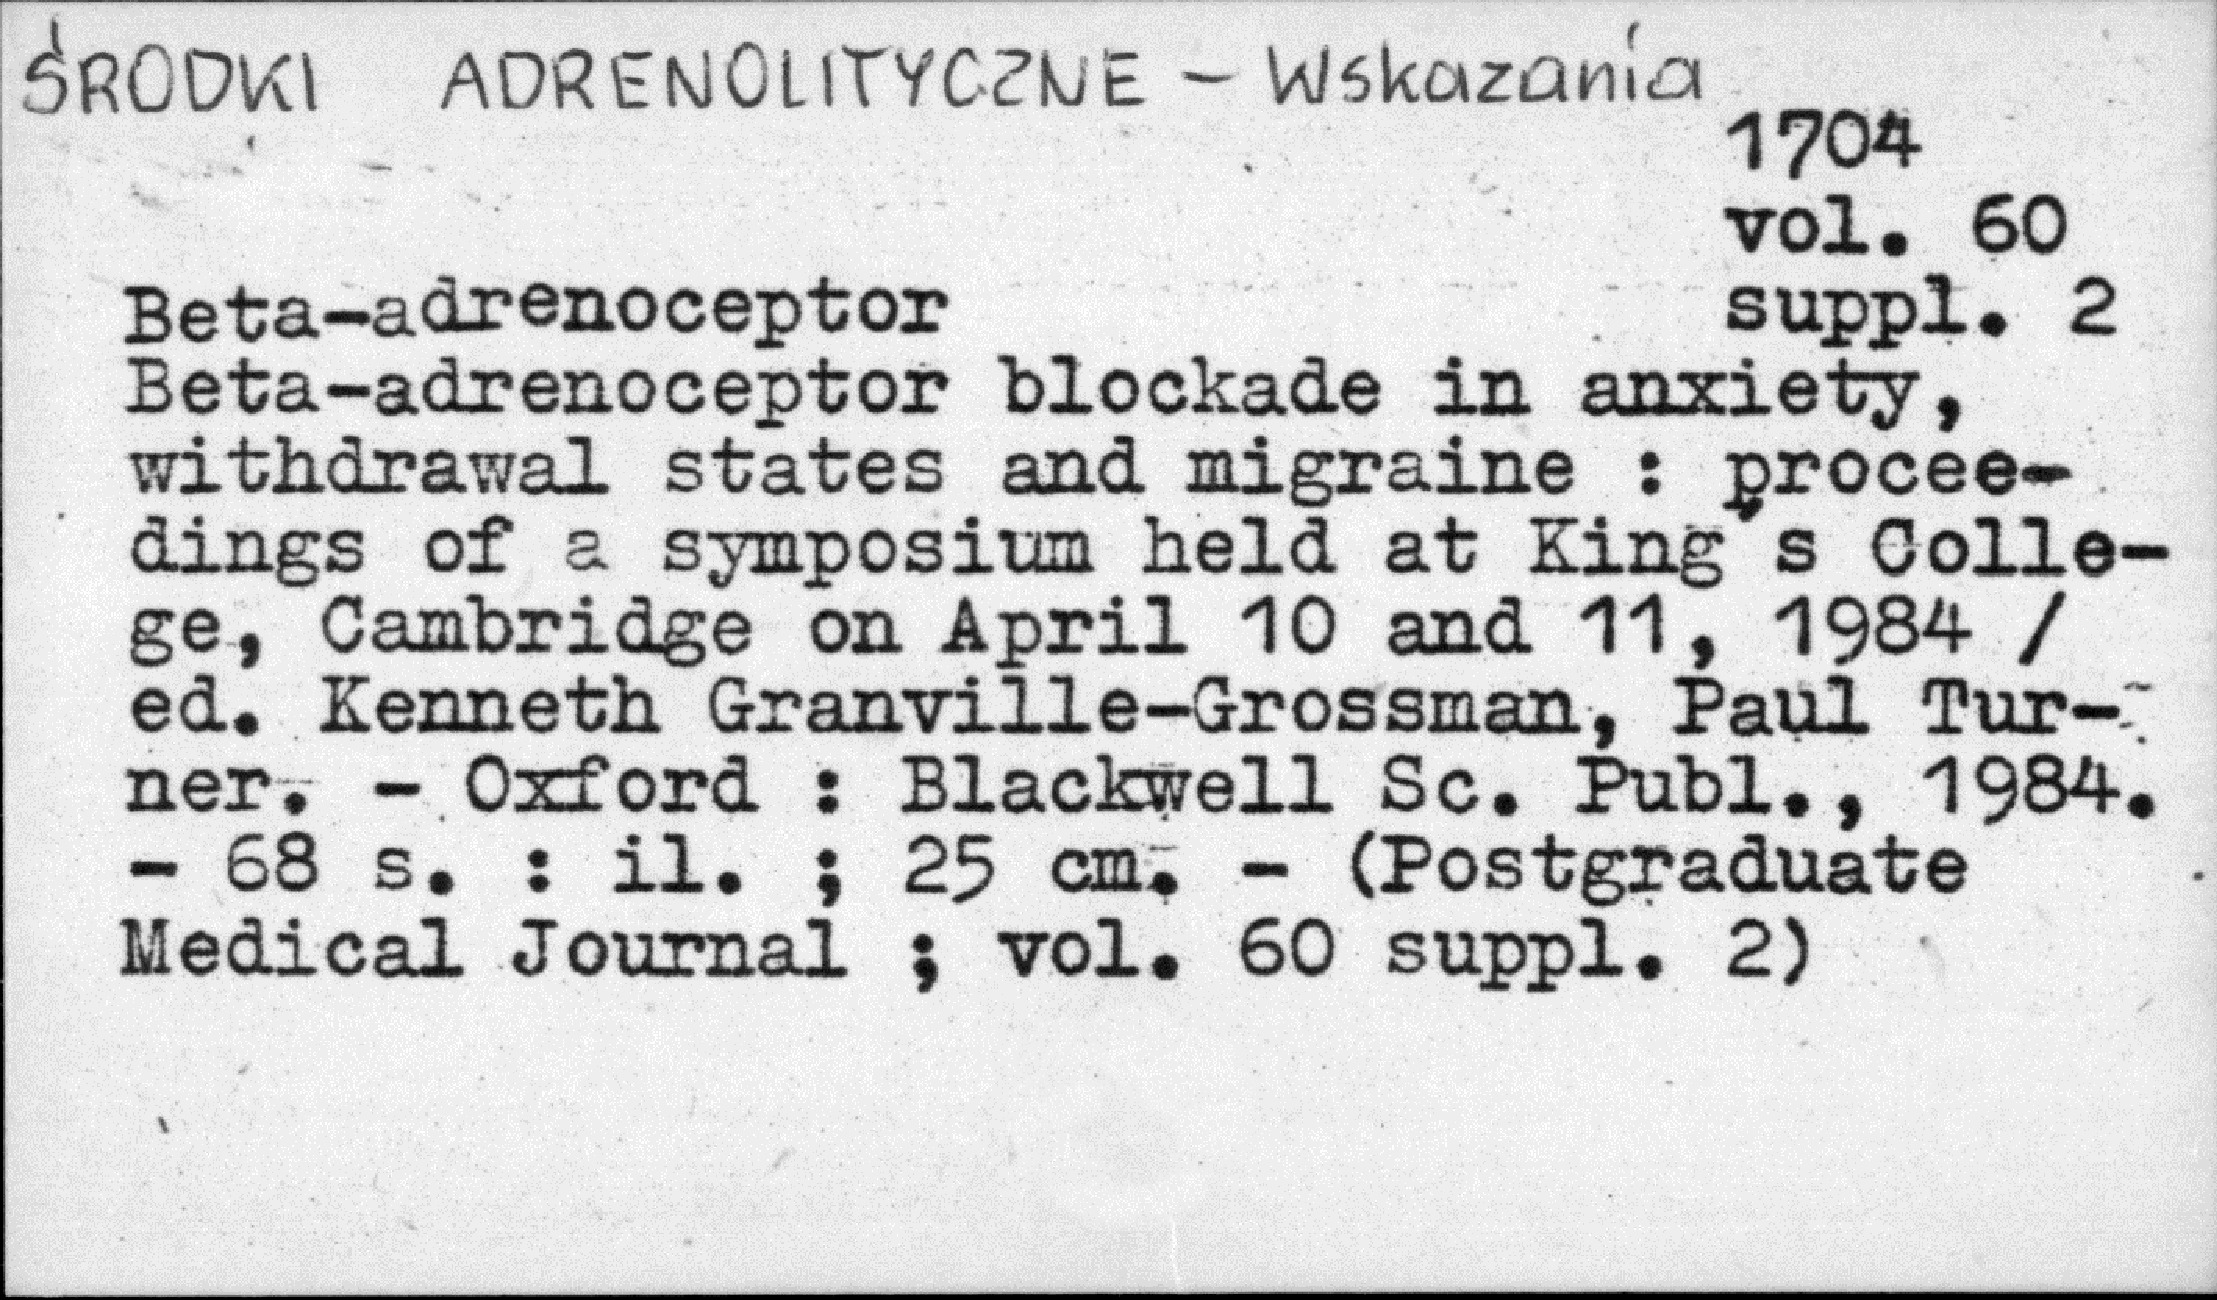 ŚRODKI ADRENOLITYCZNE - Wskazania
1704
vol. 60
suppl. 2
Beta-adrenoceptor
Beta-adrenoceptor blockade in anxiety,
withdrawal states and migraine : procee-
dings of a symposium held at King's Colle-
ge, Cambridge on April 10 and 11, 1984 /
ed. Kenneth Granville-Grossman, Paul Tur-
ner. - Oxford : Blackwell Sc. Publ., 1984.
- 68 s. : il. ; 25 cm. - (Postgraduate
Medical Journal ; vol. 60 suppl. 2)